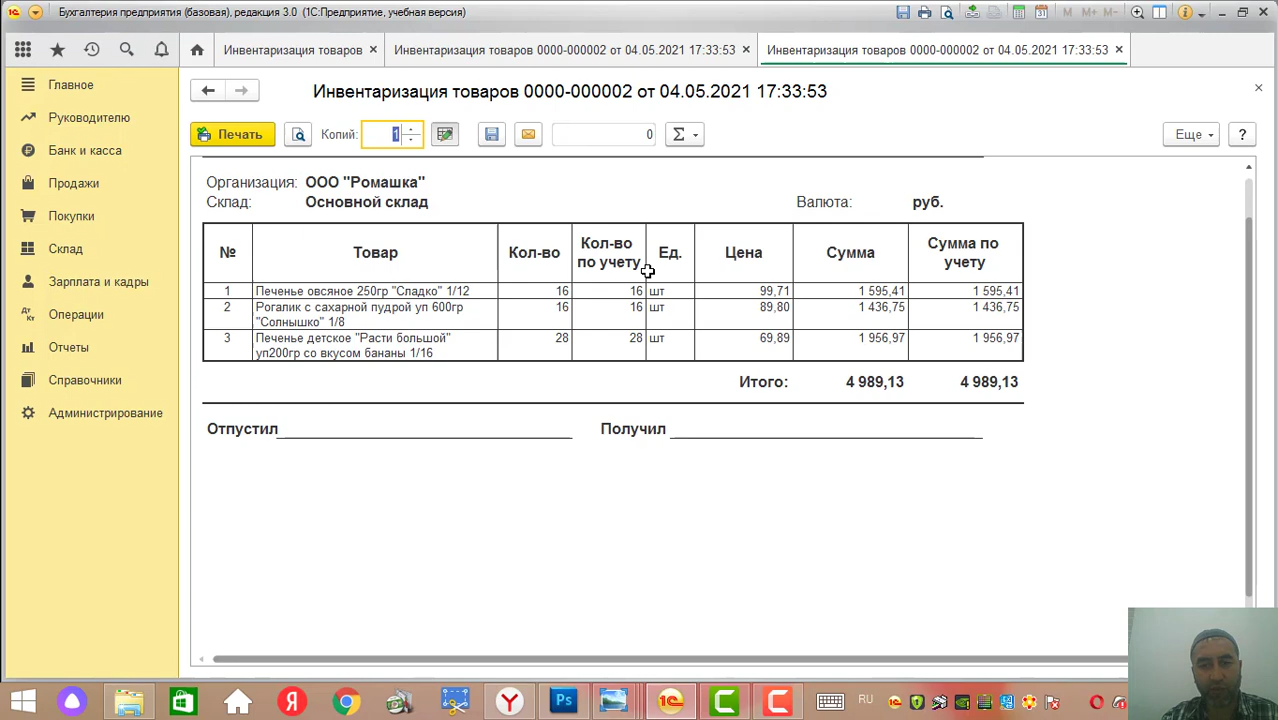 Бухгалтерия предприятия (базовая), редакция 3.0 (1С:Предприятие, учебная версия)
M M+ M-
Инвентаризация товаров × Инвентаризация товаров 0000-000002 от 04.05.2021 17:33:53 × Инвентаризация товаров 0000-000002 от 04.05.2021 17:33:53 ×
Главное
Руководителю
Банк и касса
Продажи
Покупки
Склад
Зарплата и кадры
Операции
Отчеты
Справочники
Администрирование
Инвентаризация товаров 0000-000002 от 04.05.2021 17:33:53
Печать Копий: 1 0 Σ Еще ?
Организация: ООО "Ромашка"
Склад: Основной склад Валюта: руб.
№ Товар Кол-во Кол-во по учету Ед. Цена Сумма Сумма по учету
1 Печенье овсяное 250гр "Сладко" 1/12 16 16 шт 99,71 1 595,41 1 595,41
2 Рогалик с сахарной пудрой уп 600гр 16 16 шт 89,80 1 436,75 1 436,75
"Солнышко" 1/8
3 Печенье детское "Расти большой" 28 28 шт 69,89 1 956,97 1 956,97
уп200гр со вкусом бананы 1/16
Итого: 4 989,13 4 989,13
Отпустил Получил
RU